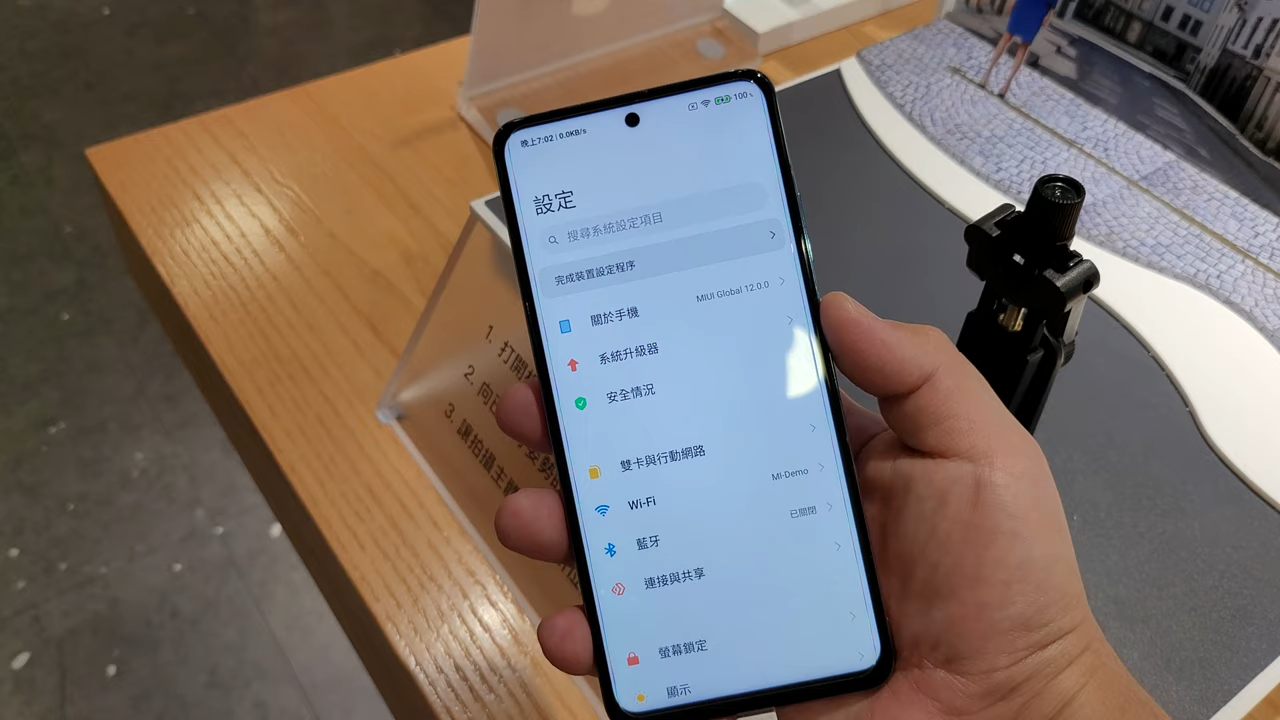 晚上7:02 | 0.0KB/s
100
設定
搜尋系統設定項目
完成裝置設定程序
關於手機 MIUI Global 12.0.0
系統升級器
安全情況
雙卡與行動網路
Wi-Fi MI-Demo
藍牙 已關閉
連接與共享
螢幕鎖定
顯示
1. 打開
2. 向
3. 讓拍攝主